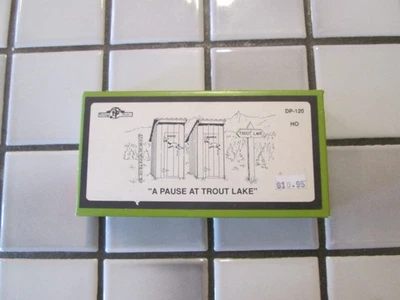 DP-120
HO
TROUT LAKE
"A PAUSE AT TROUT LAKE"
$10.95